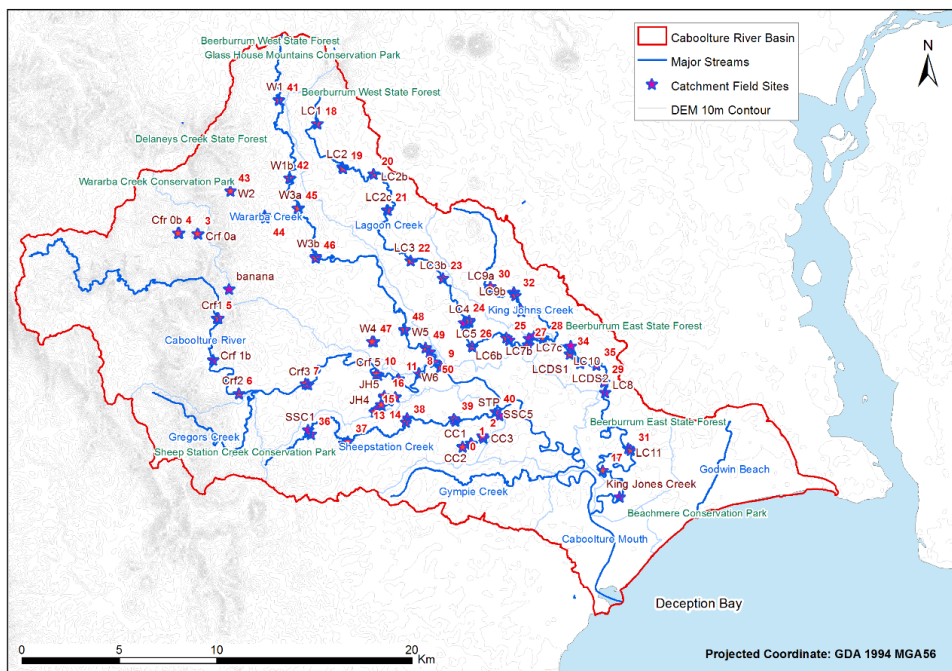 Beerburrum West State Forest
Glass House Mountains Conservation Park
W1 41
Beerburrum West State Forest
LC1 18
Delaneys Creek State Forest
LC2 19
20
LC2b
W1b 42
Wararba Creek Conservation Park
43
W2
W3a 45
LC2c 21
Wararba Creek
44
Lagoon Creek
Cfr 0b 4 3
Crf 0a
W3b 46
LC3 22
LC3b 23
banana
LC9a 30
LC9b 32
Crf1 5
King Johns Creek
Caboolture River
W4 47
48
W5 49
LC4 24
LC5 26
25
LC6b
LC7b 27
28
LC7c
Beerburrum East State Forest
34
Crf 1b
Crf2 6
Crf3 7
Crf 5 10
JH5
16
11
8
9
W6 50
LC10 35
LCDS1
LCDS2 29
LC8
JH4 15
13 14
38
39
STP 40
SSC5
2
SSC1 36
37
Sheepstation Creek
CC1 1
CC3
0
CC2
Gregors Creek
Sheep Station Creek Conservation Park
Beerburrum East State Forest
31
LC11
17
King Jones Creek
Godwin Beach
Gympie Creek
Beachmere Conservation Park
Caboolture Mouth
Deception Bay
Caboolture River Basin
Major Streams
Catchment Field Sites
DEM 10m Contour
N
0 5 10 20
Km
Projected Coordinate: GDA 1994 MGA56